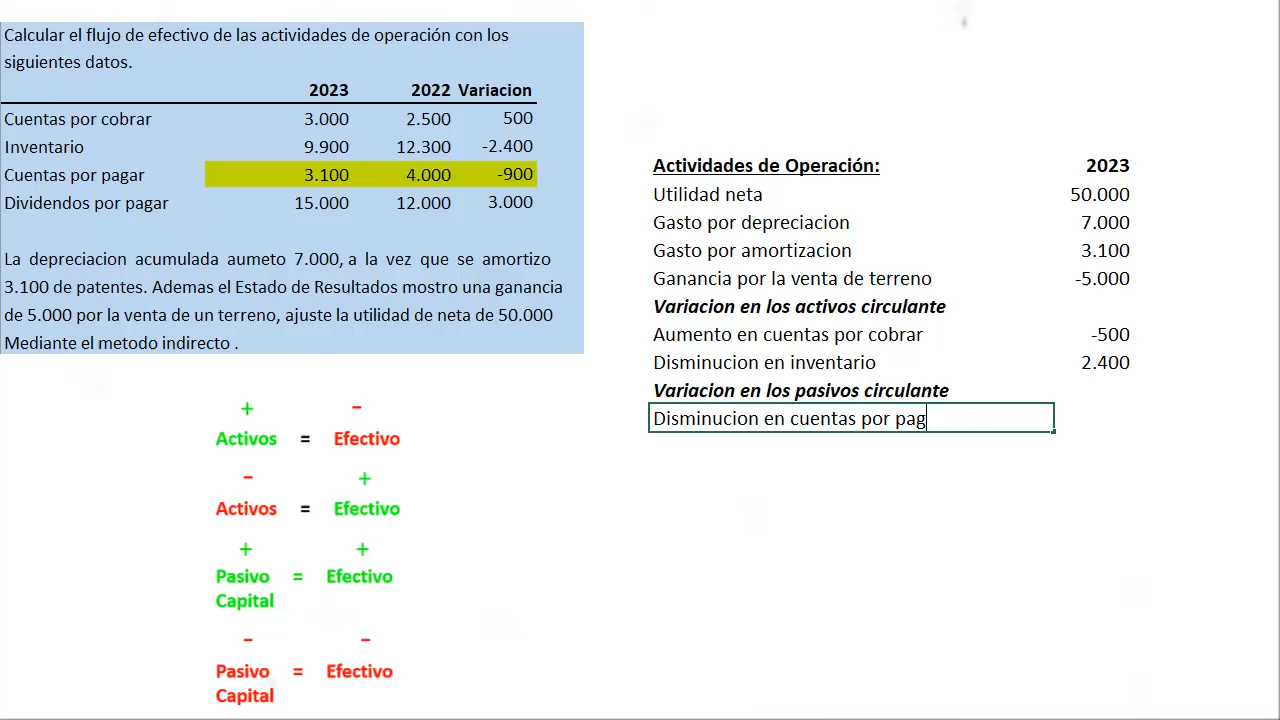 Calcular el flujo de efectivo de las actividades de operación con los
siguientes datos.
2023 2022 Variacion
Cuentas por cobrar 3.000 2.500 500
Inventario 9.900 12.300 -2.400
Cuentas por pagar 3.100 4.000 -900
Dividendos por pagar 15.000 12.000 3.000
La depreciacion acumulada aumeto 7.000, a la vez que se amortizo
3.100 de patentes. Ademas el Estado de Resultados mostro una ganancia
de 5.000 por la venta de un terreno, ajuste la utilidad de neta de 50.000
Mediante el metodo indirecto .
+ −
Activos = Efectivo
− +
Activos = Efectivo
+ +
Pasivo = Efectivo
Capital
− −
Pasivo = Efectivo
Capital
Actividades de Operación: 2023
Utilidad neta 50.000
Gasto por depreciacion 7.000
Gasto por amortizacion 3.100
Ganancia por la venta de terreno -5.000
Variacion en los activos circulante
Aumento en cuentas por cobrar -500
Disminucion en inventario 2.400
Variacion en los pasivos circulante
Disminucion en cuentas por pag